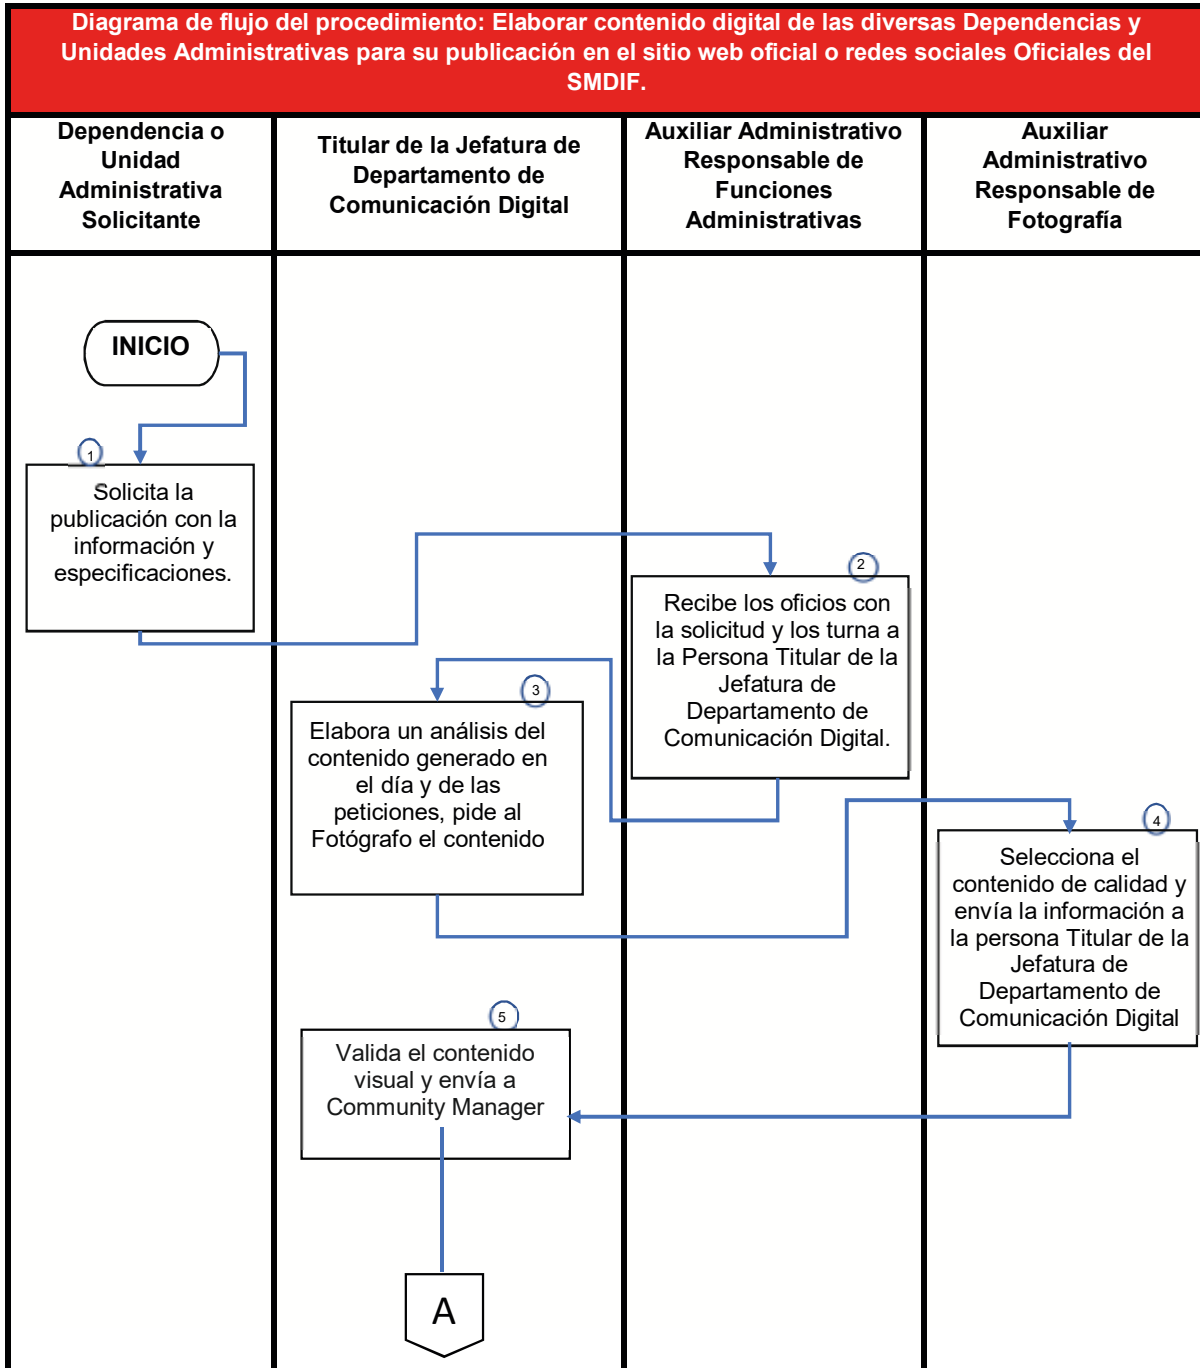 Diagrama de flujo del procedimiento: Elaborar contenido digital de las diversas Dependencias y
Unidades Administrativas para su publicación en el sitio web oficial o redes sociales Oficiales del
SMDIF.
Dependencia o
Unidad
Administrativa
Solicitante
Titular de la Jefatura de
Departamento de
Comunicación Digital
Auxiliar Administrativo
Responsable de
Funciones
Administrativas
Auxiliar
Administrativo
Responsable de
Fotografía
INICIO
1
Solicita la
publicación con la
información y
especificaciones.
2
Recibe los oficios con
la solicitud y los turna a
la Persona Titular de la
Jefatura de
Departamento de
Comunicación Digital.
3
Elabora un análisis del
contenido generado en
el día y de las
peticiones, pide al
Fotógrafo el contenido
4
Selecciona el
contenido de calidad y
envía la información a
la persona Titular de la
Jefatura de
Departamento de
Comunicación Digital
5
Valida el contenido
visual y envía a
Community Manager
A